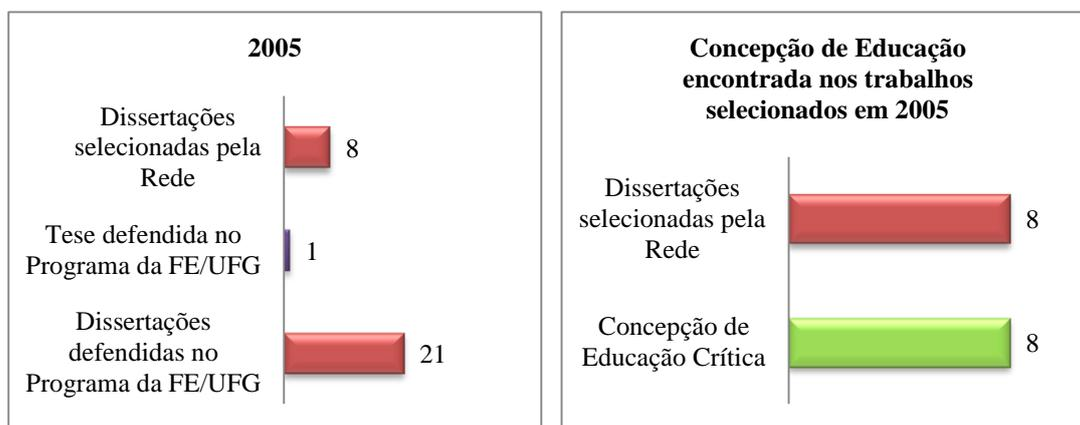 2005
Dissertações
selecionadas pela
Rede
8
Tese defendida no
Programa da FE/UFG
1
Dissertações
defendidas no
Programa da FE/UFG
21
Concepção de Educação
encontrada nos trabalhos
selecionados em 2005
Dissertações
selecionadas pela
Rede
8
Concepção de
Educação Crítica
8